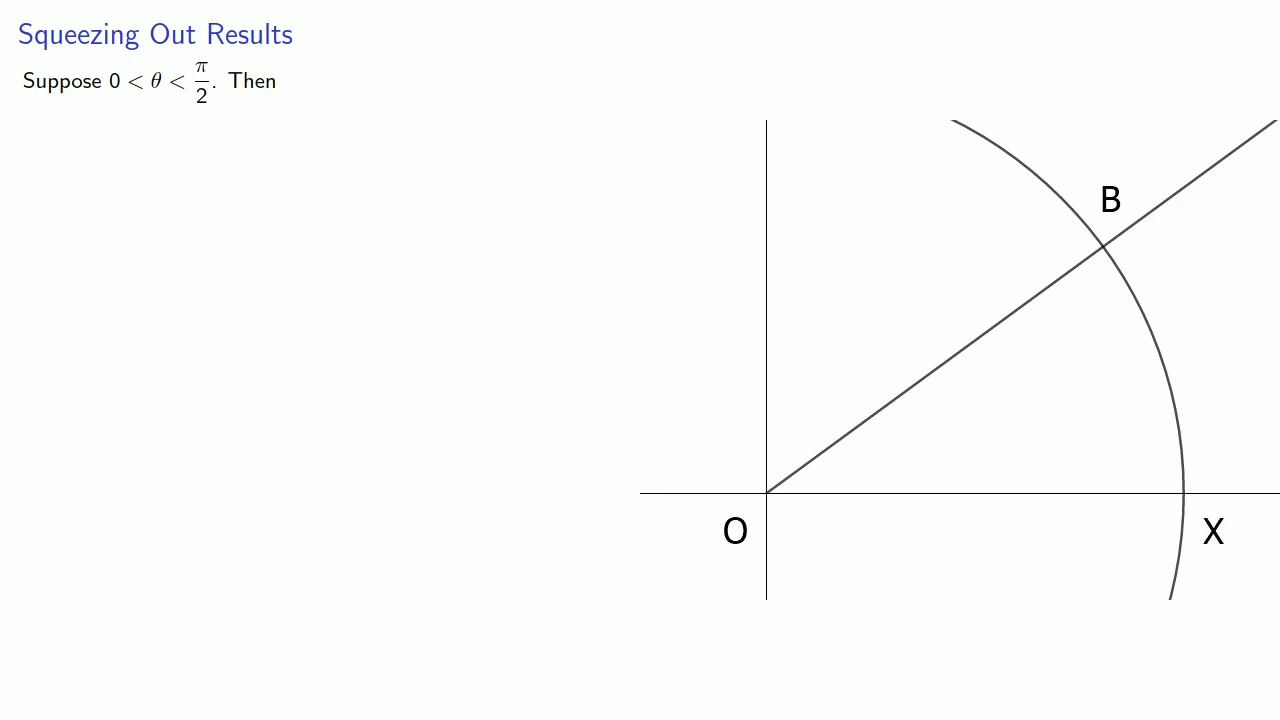 Squeezing Out Results
Suppose 0 < θ < π/2. Then
B
O
X